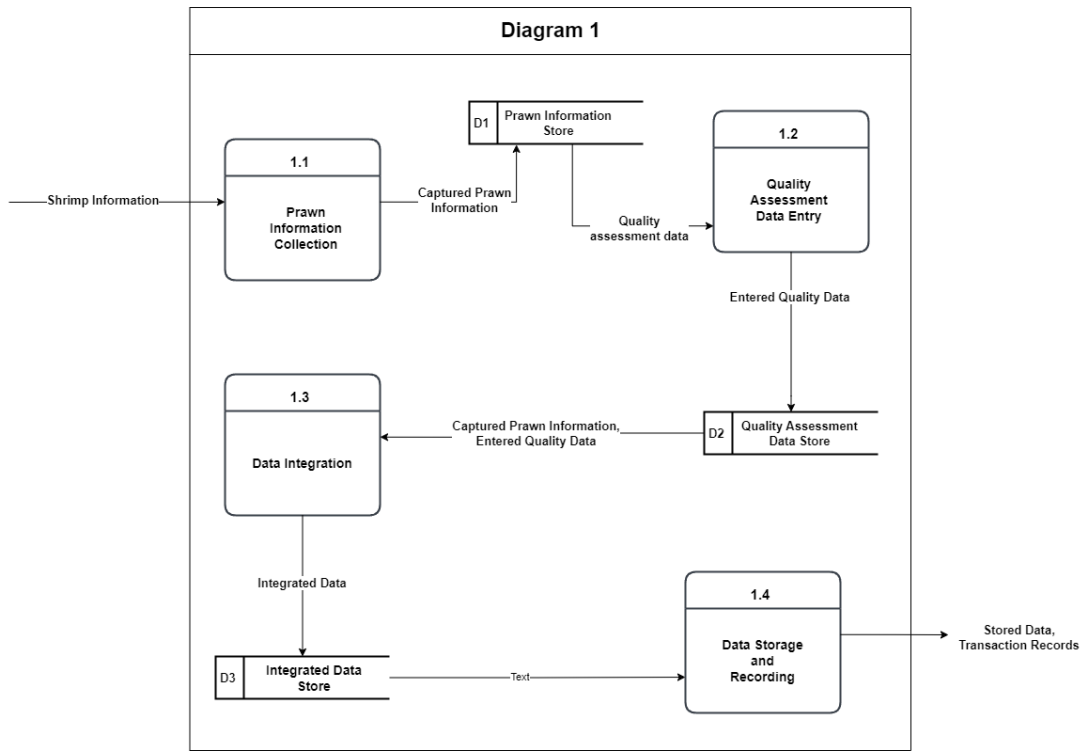 Diagram 1
D1
Prawn Information
Store
1.1
1.2
Shrimp Information
Prawn
Information
Collection
Captured Prawn
Information
Quality
assessment data
Quality
Assessment
Data Entry
Entered Quality Data
1.3
Data Integration
Captured Prawn Information,
Entered Quality Data
D2
Quality Assessment
Data Store
Integrated Data
1.4
Data Storage
and
Recording
Stored Data,
Transaction Records
D3
Integrated Data
Store
Text